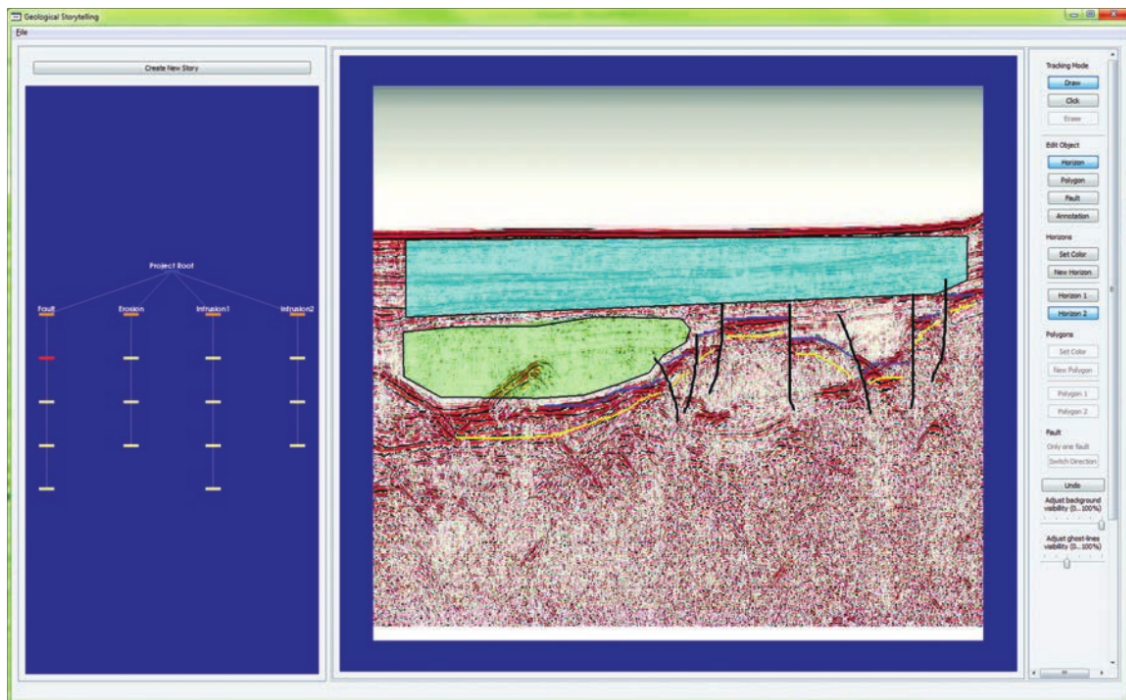 Geological Storytelling
File
Create New Story
Project Root
Fault
Erosion
Intrusion1
Intrusion2
Tracking Mode
Draw
Click
Erase
Edit Object
Horizon
Polygon
Fault
Annotation
Horizons
Set Color
New Horizon
Horizon 1
Horizon 2
Polygons
Set Color
New Polygon
Polygon 1
Polygon 2
Fault
Only one fault
Switch Direction
Undo
Adjust background
visibility (0...100%)
Adjust ghost-lines
visibility (0...100%)